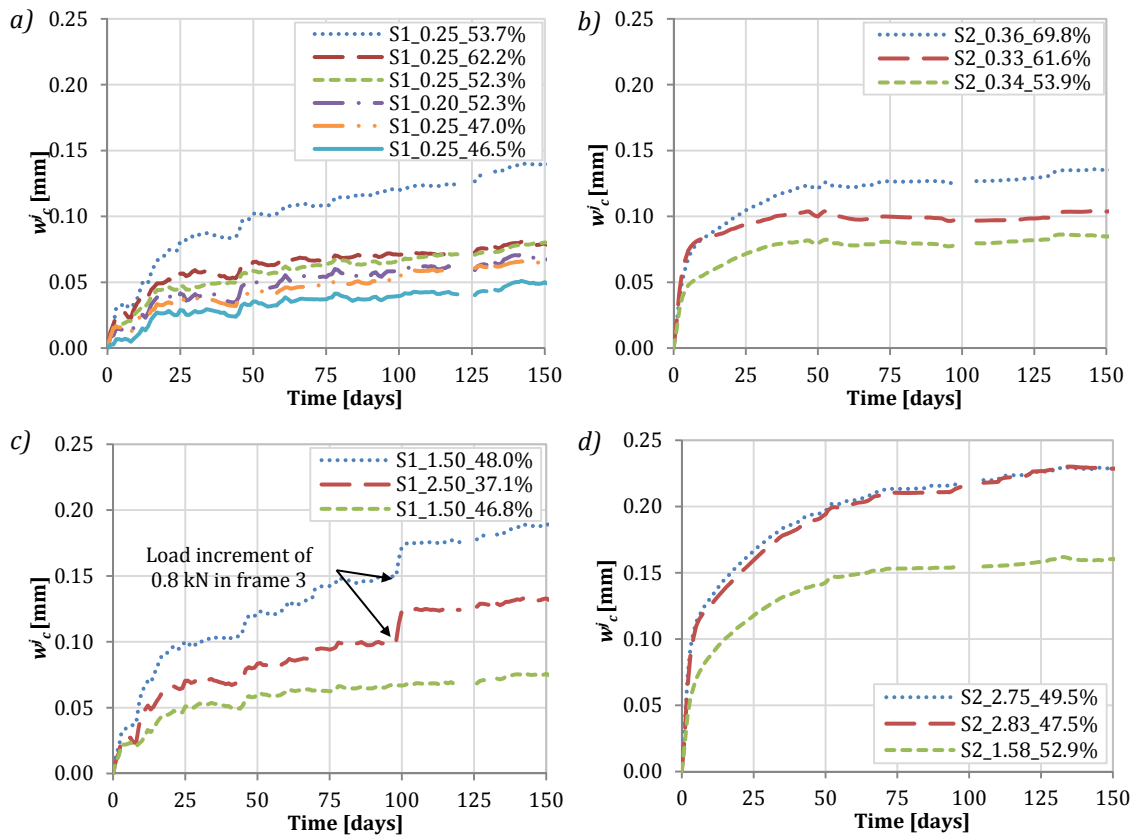 a)
0.25
0.20
0.15
0.10
0.05
0.00
w^j_c [mm]
0 25 50 75 100 125 150
Time [days]
S1_0.25_53.7%
S1_0.25_62.2%
S1_0.25_52.3%
S1_0.20_52.3%
S1_0.25_47.0%
S1_0.25_46.5%
b)
0.25
0.20
0.15
0.10
0.05
0.00
w^j_c [mm]
0 25 50 75 100 125 150
Time [days]
S2_0.36_69.8%
S2_0.33_61.6%
S2_0.34_53.9%
c)
0.25
0.20
0.15
0.10
0.05
0.00
w^j_c [mm]
0 25 50 75 100 125 150
Time [days]
S1_1.50_48.0%
S1_2.50_37.1%
S1_1.50_46.8%
Load increment of
0.8 kN in frame 3
d)
0.25
0.20
0.15
0.10
0.05
0.00
w^j_c [mm]
0 25 50 75 100 125 150
Time [days]
S2_2.75_49.5%
S2_2.83_47.5%
S2_1.58_52.9%